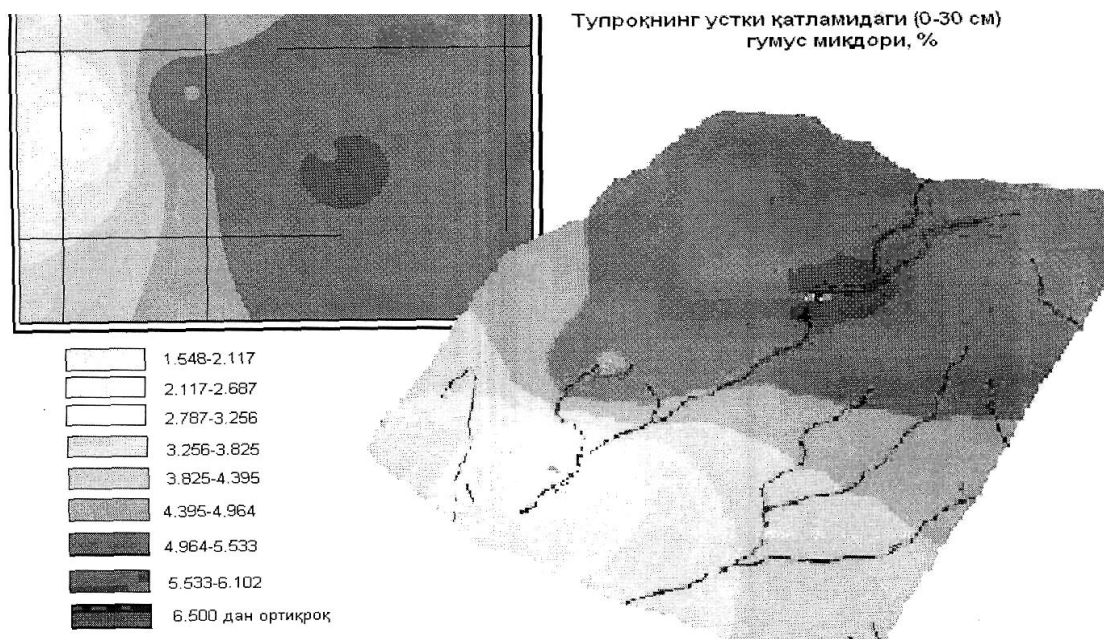 Тупроқнинг устки қатламидаги (0-30 см)
гумус миқдори, %
1.548-2.117
2.117-2.687
2.787-3.256
3.256-3.825
3.825-4.395
4.395-4.964
4.964-5.533
5.533-6.102
6.500 дан ортиқроқ